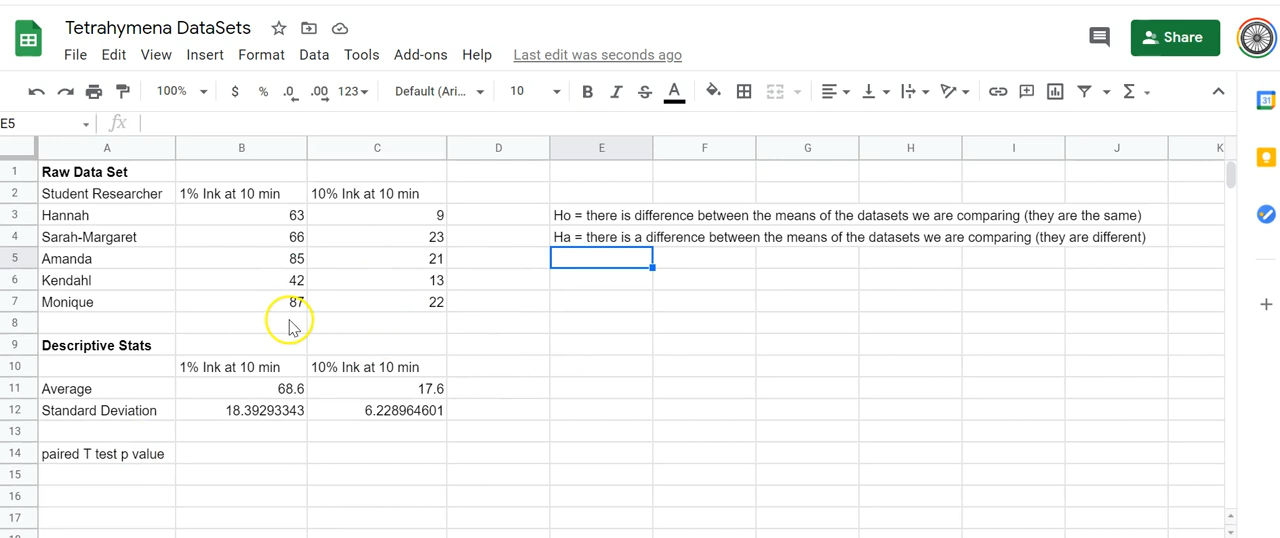 Tetrahymena DataSets
Share
File Edit View Insert Format Data Tools Add-ons Help Last edit was seconds ago
100% $ % .0 .00 123 Default (Ari... 10 B I S A Σ
31
E5 fx
A B C D E F G H I J K
1 Raw Data Set
2 Student Researcher 1% Ink at 10 min 10% Ink at 10 min
3 Hannah 63 9 Ho = there is difference between the means of the datasets we are comparing (they are the same)
4 Sarah-Margaret 66 23 Ha = there is a difference between the means of the datasets we are comparing (they are different)
5 Amanda 85 21
6 Kendahl 42 13
7 Monique 87 22
8
9 Descriptive Stats
10 1% Ink at 10 min 10% Ink at 10 min
11 Average 68.6 17.6
12 Standard Deviation 18.39293343 6.228964601
13
14 paired T test p value
15
16
17